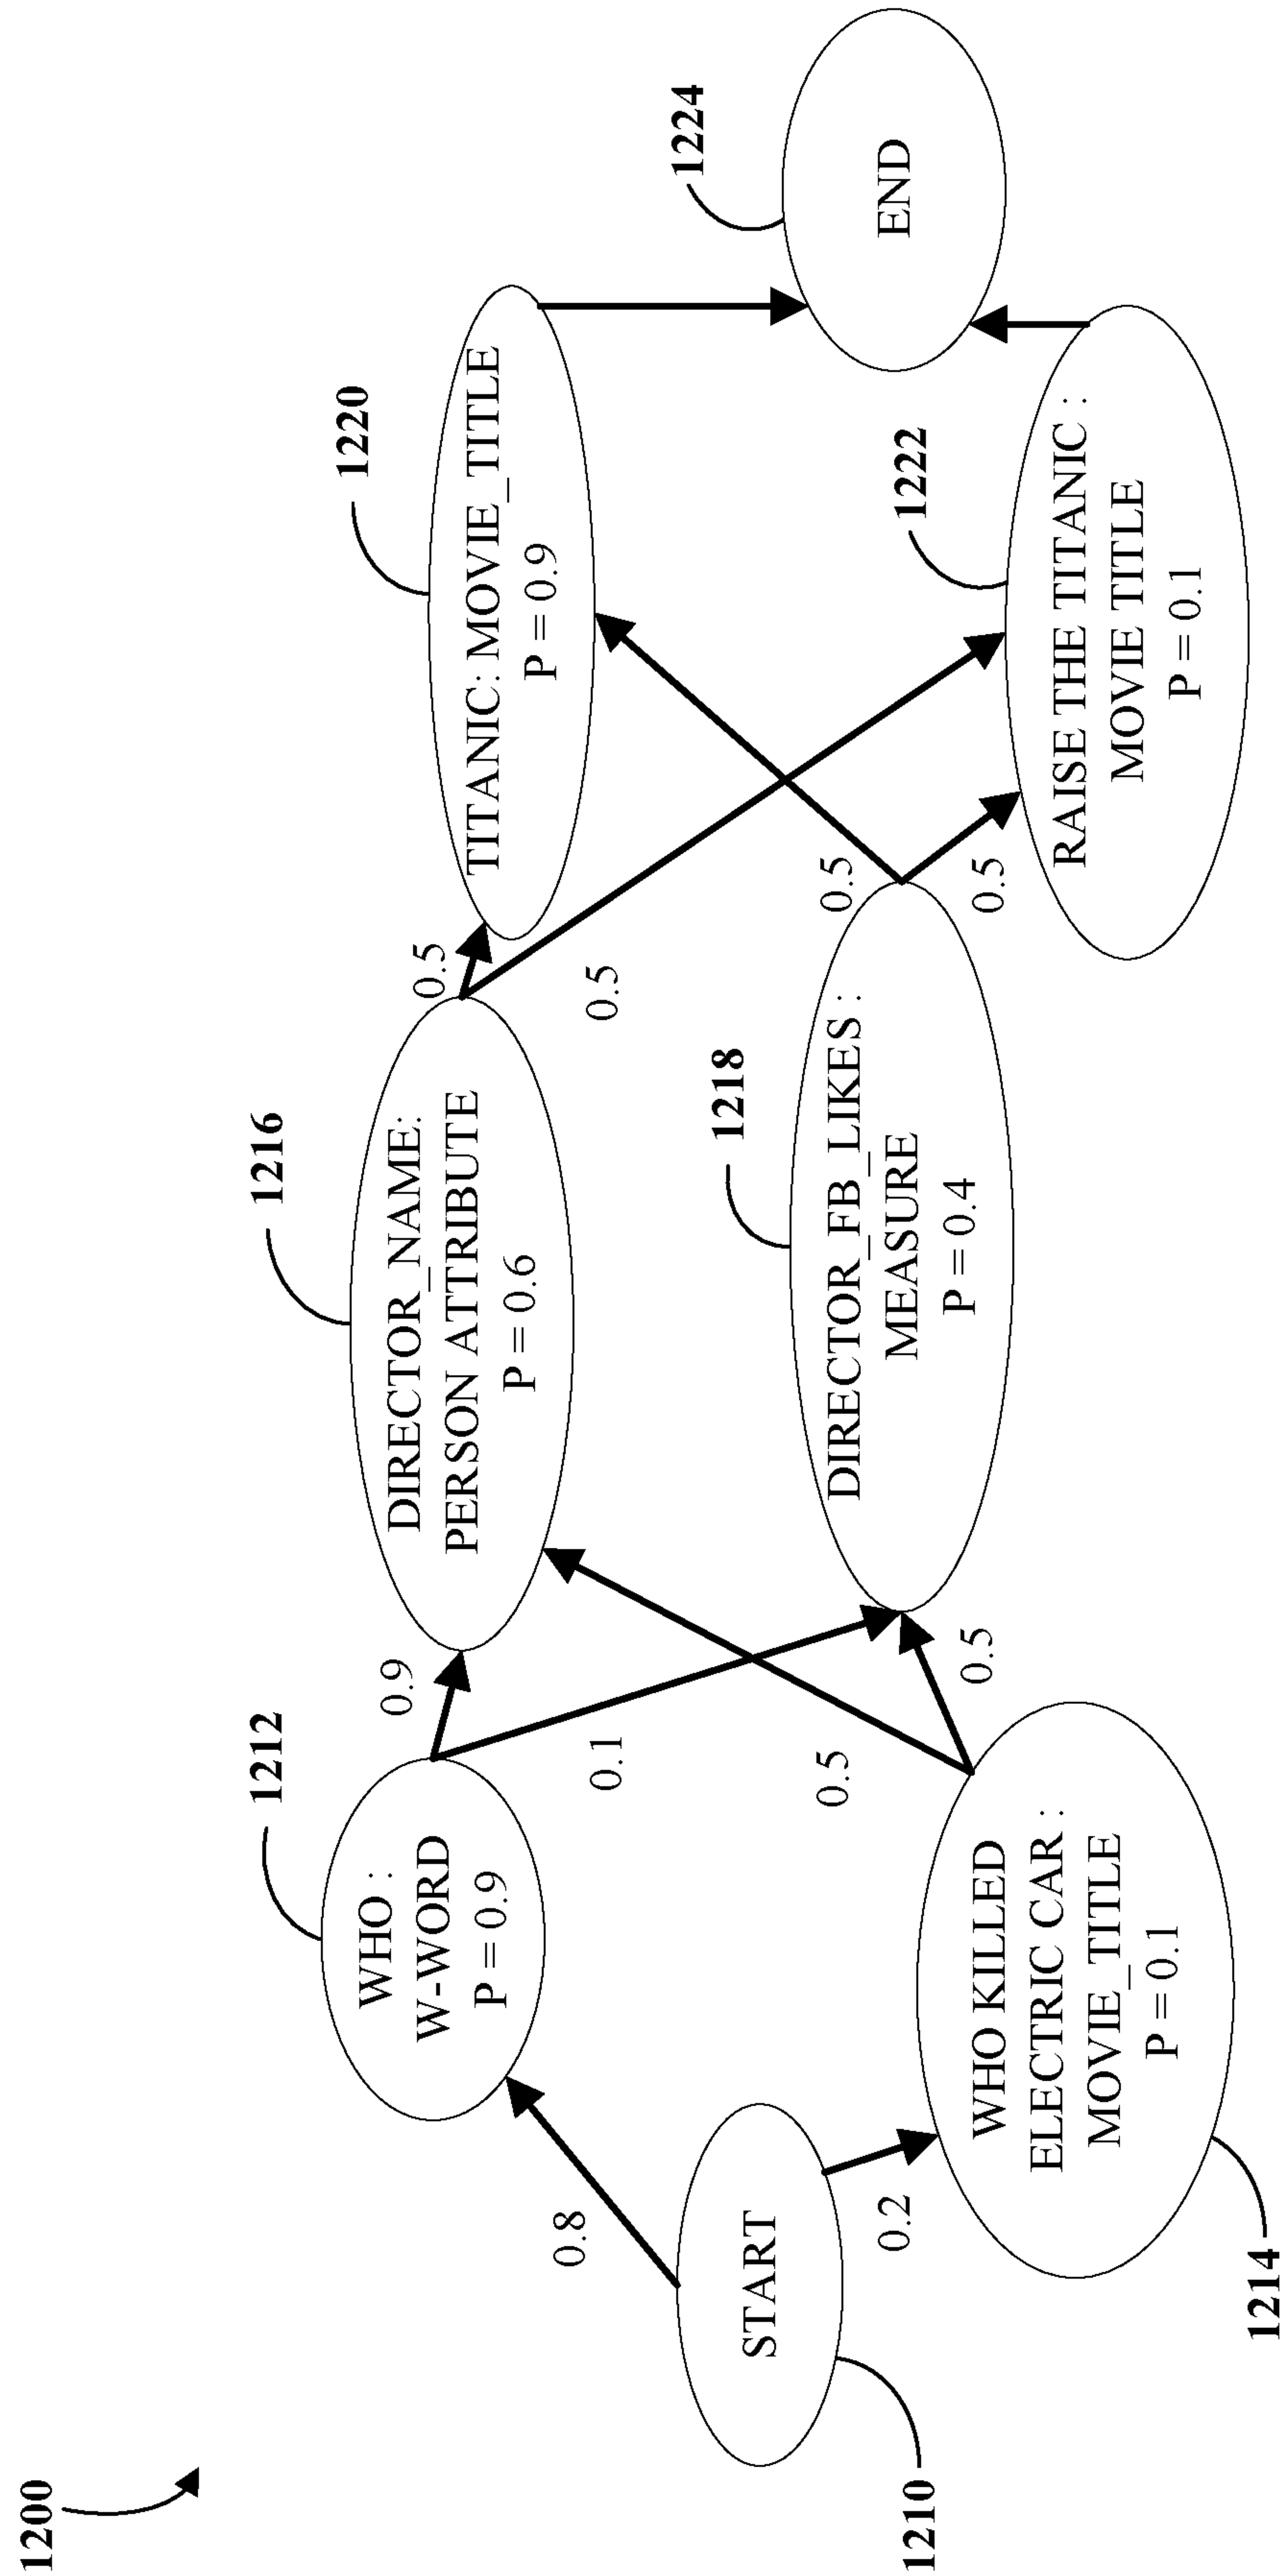 1200
1210
START
0.8
0.2
1212
WHO :
W-WORD
P = 0.9
1214
WHO KILLED
ELECTRIC CAR :
MOVIE_TITLE
P = 0.1
0.9
0.1
0.5
0.5
1216
DIRECTOR_NAME:
PERSON ATTRIBUTE
P = 0.6
1218
DIRECTOR_FB_LIKES :
MEASURE
P = 0.4
0.5
0.5
0.5
0.5
1220
TITANIC: MOVIE_TITLE
P = 0.9
1222
RAISE THE TITANIC :
MOVIE TITLE
P = 0.1
1224
END